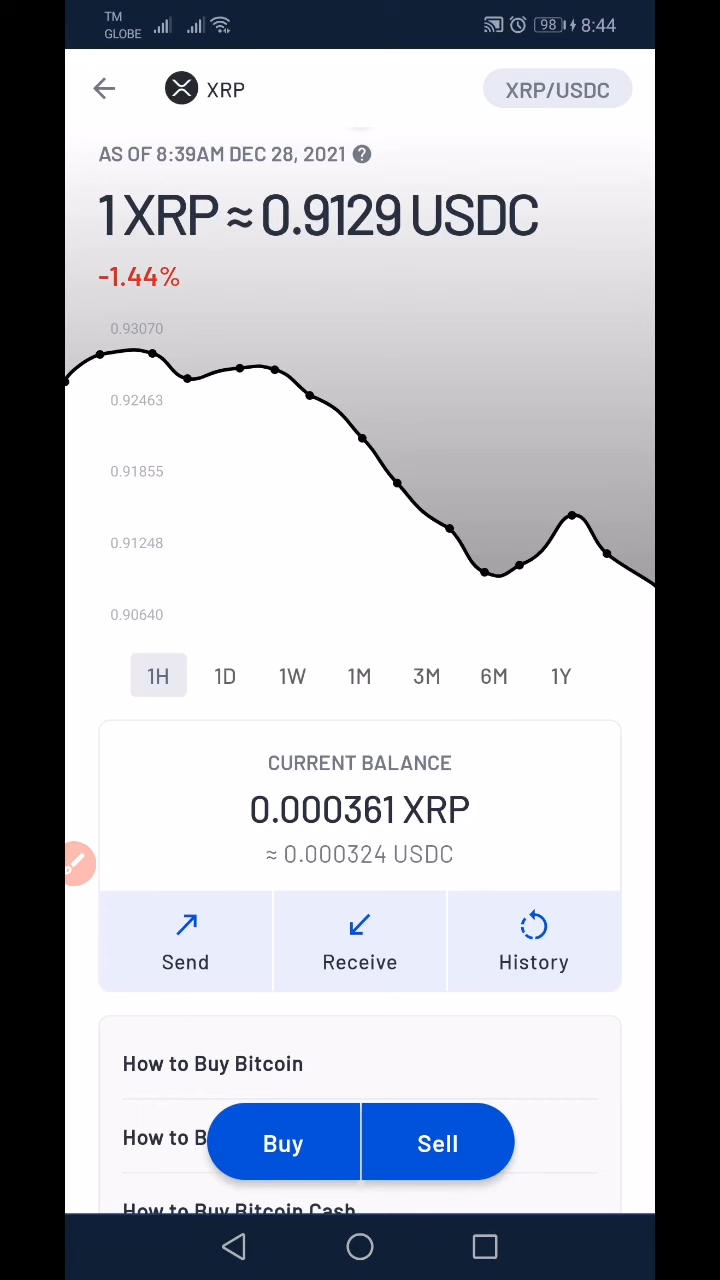 TM
GLOBE
98
8:44
XRP
XRP/USDC
AS OF 8:39AM DEC 28, 2021 ?
1 XRP ≈ 0.9129 USDC
-1.44%
0.93070
0.92463
0.91855
0.91248
0.90640
1H 1D 1W 1M 3M 6M 1Y
CURRENT BALANCE
0.000361 XRP
≈ 0.000324 USDC
Send Receive History
How to Buy Bitcoin
How to B
Buy Sell
How to Buy Bitcoin Cash